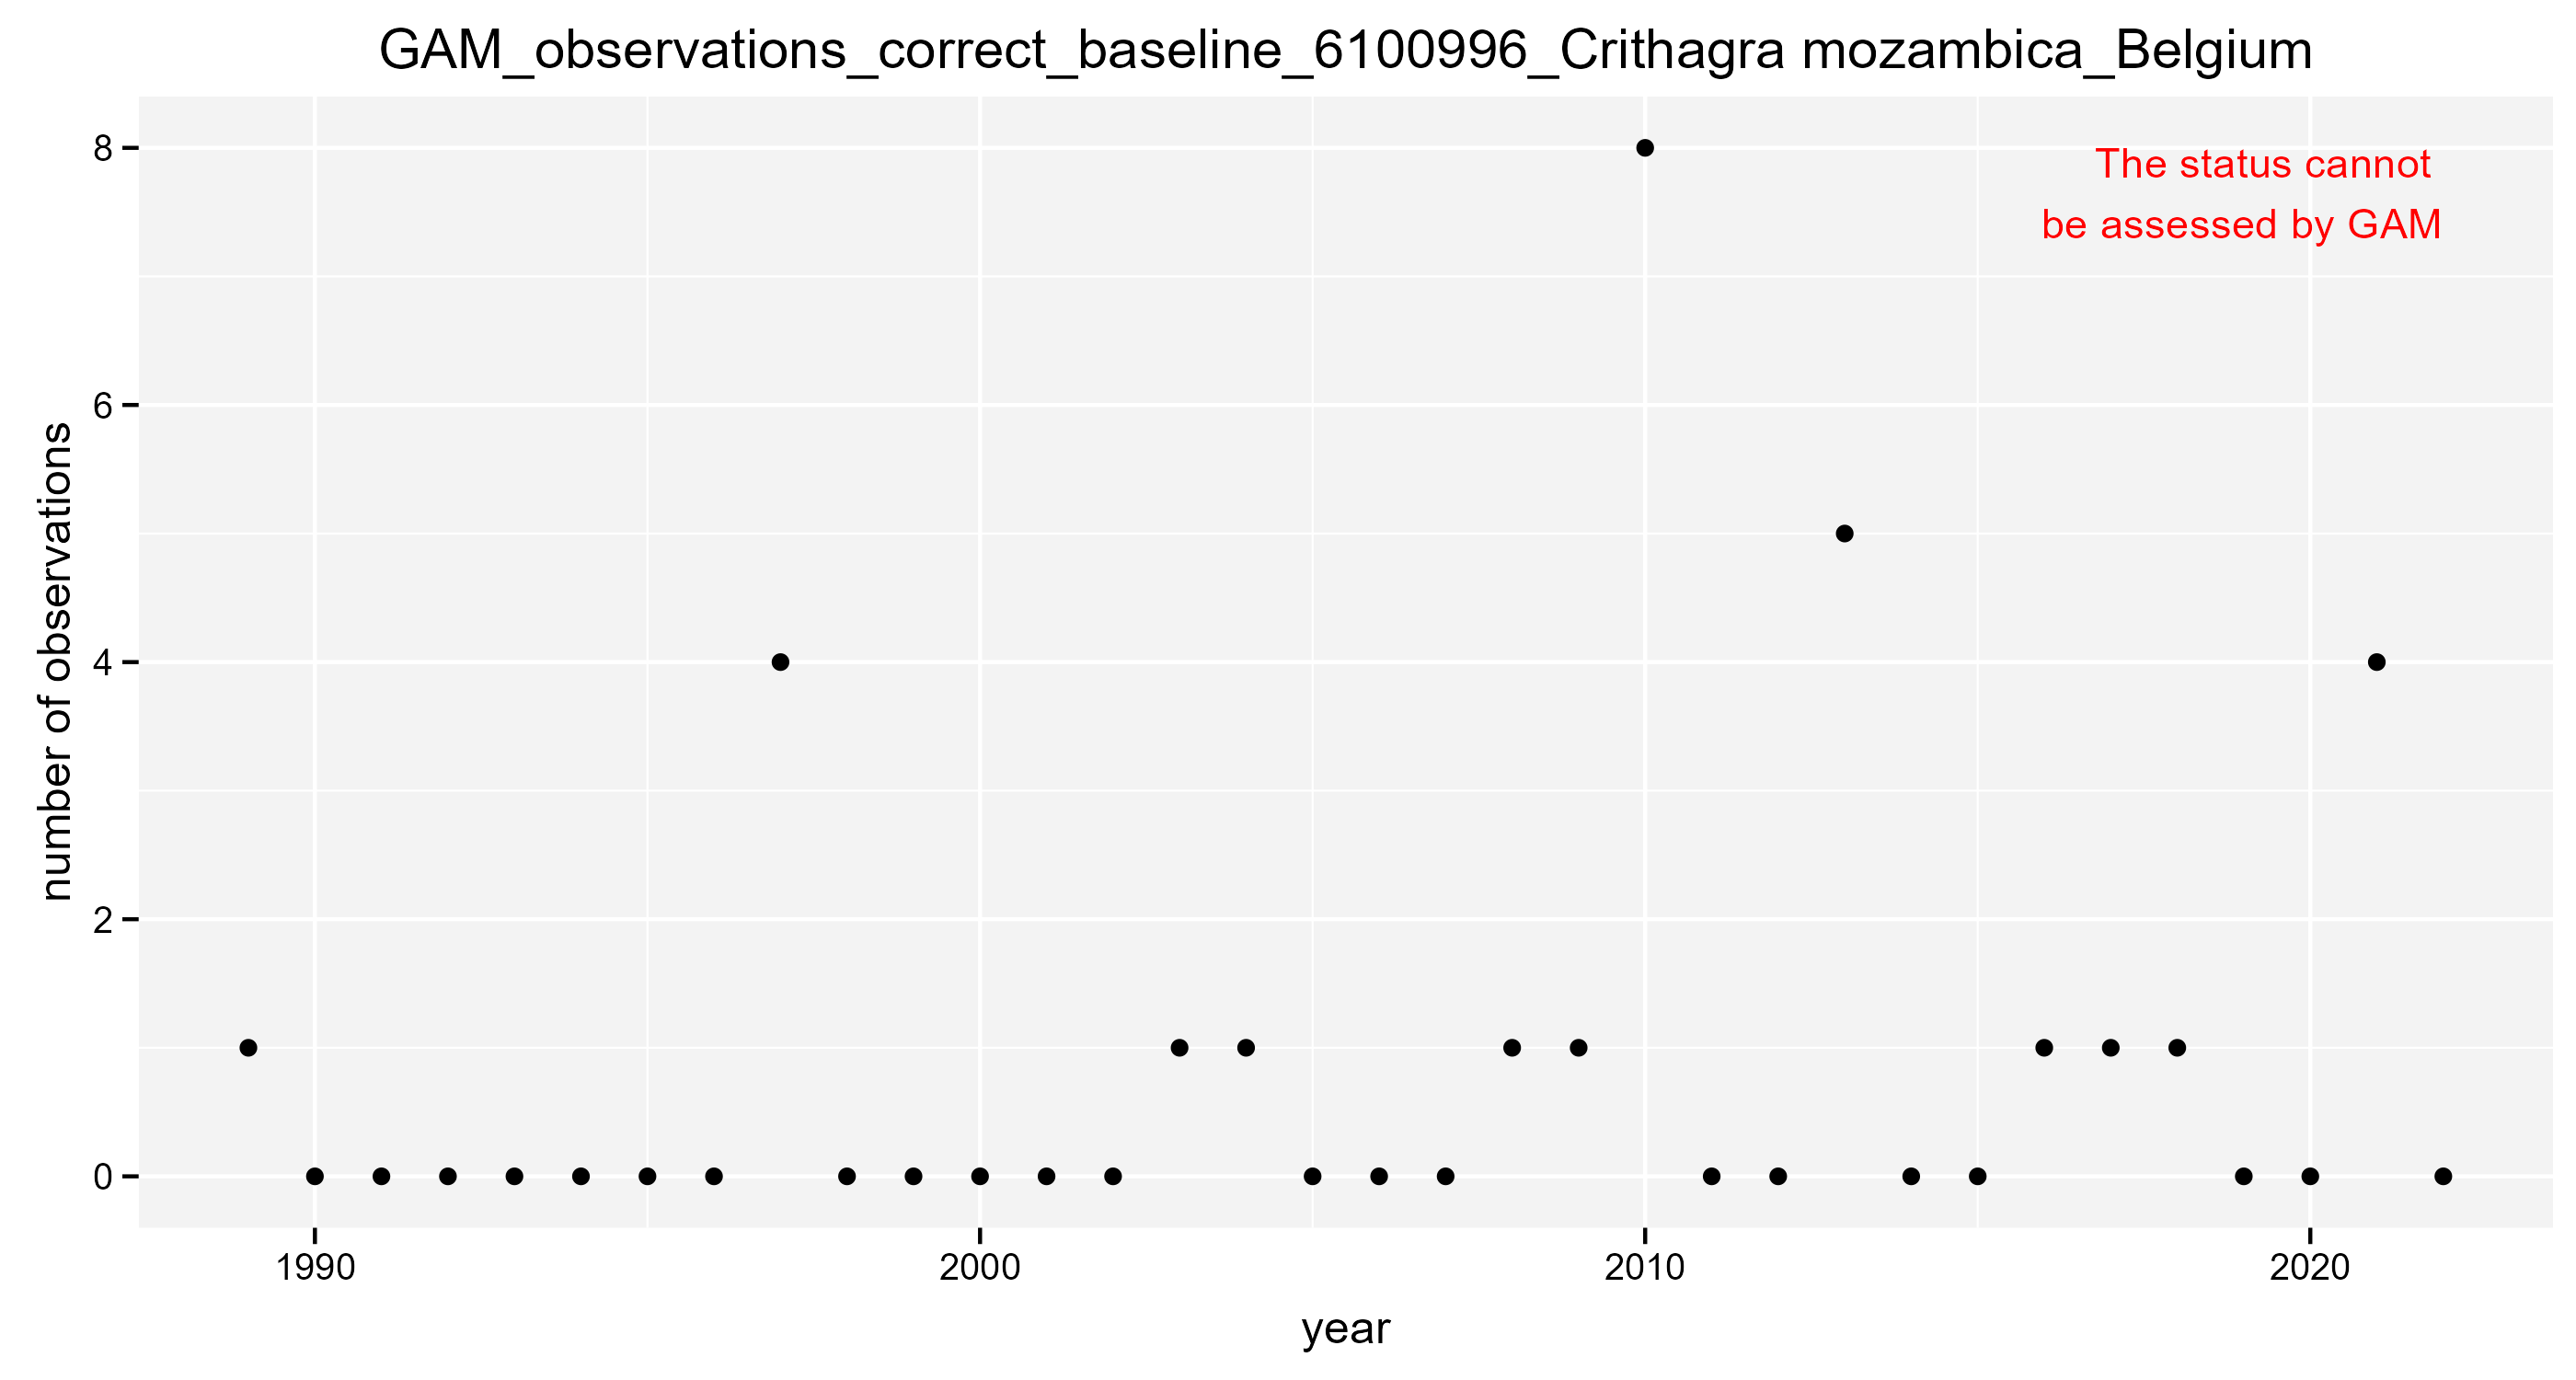 GAM_observations_correct_baseline_6100996_Crithagra mozambica_Belgium
The status cannot
be assessed by GAM
number of observations
8
6
4
2
0
1990
2000
2010
2020
year